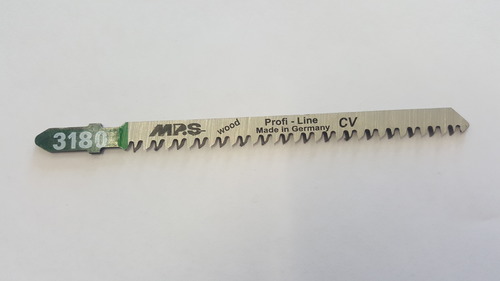 3180
MPS
wood
Profi - Line
Made in Germany
CV